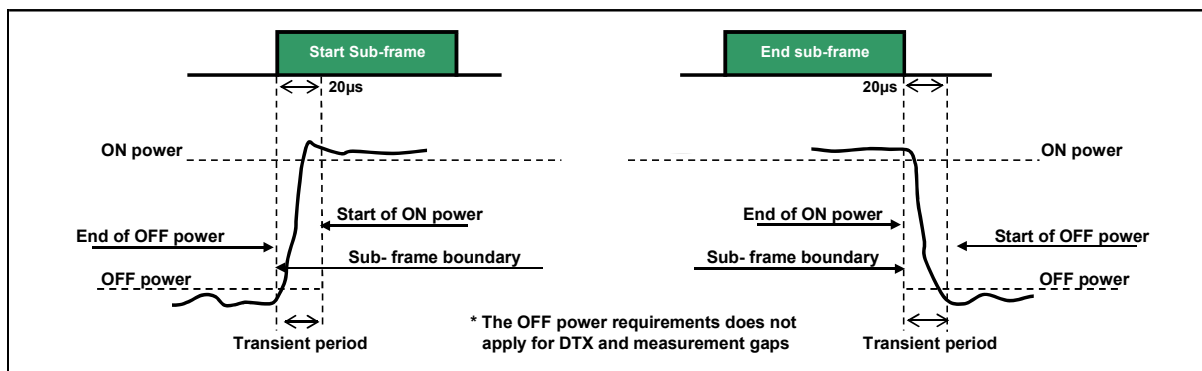 Start Sub-frame
End sub-frame
20µs
20µs
ON power
ON power
Start of ON power
End of ON power
End of OFF power
Start of OFF power
Sub- frame boundary
Sub- frame boundary
OFF power
OFF power
* The OFF power requirements does not
apply for DTX and measurement gaps
Transient period
Transient period